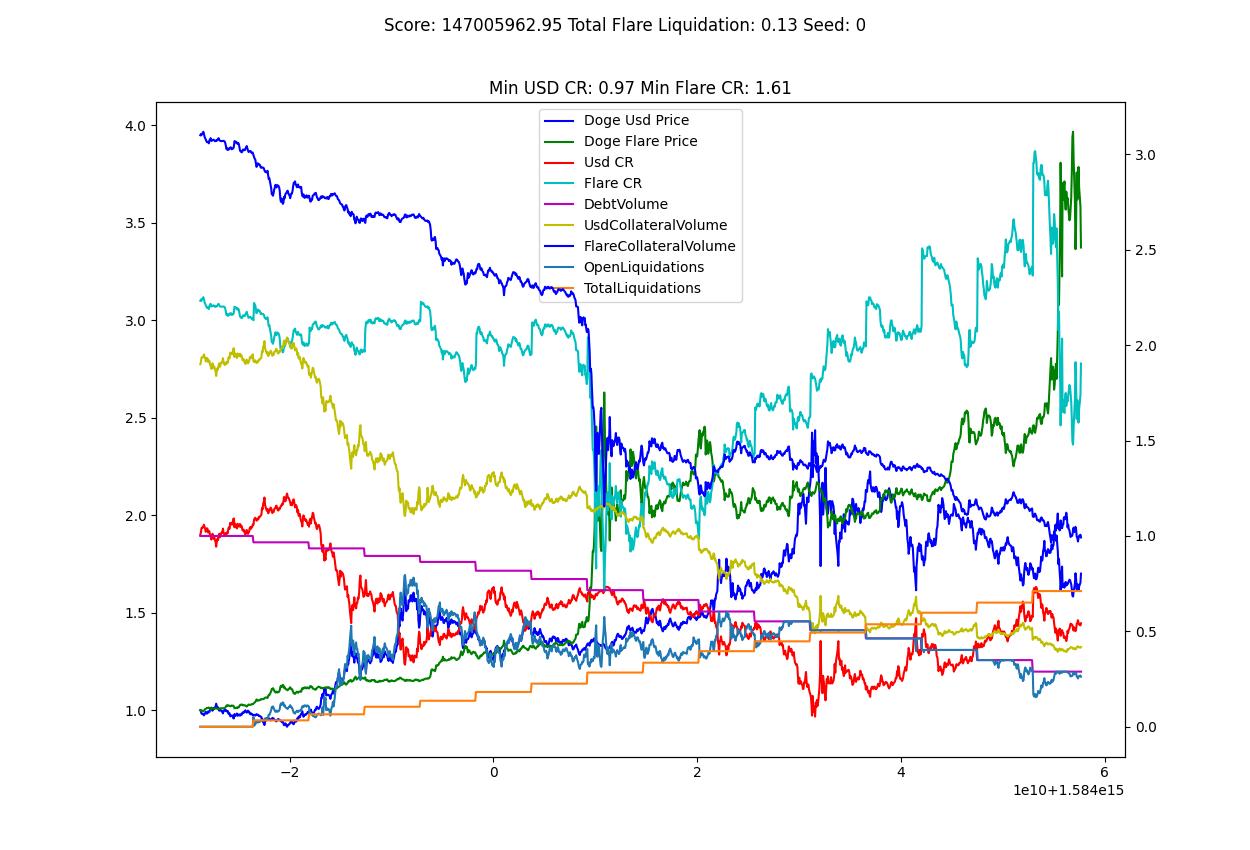 Score: 147005962.95 Total Flare Liquidation: 0.13 Seed: 0
Min USD CR: 0.97 Min Flare CR: 1.61
Doge Usd Price
Doge Flare Price
Usd CR
Flare CR
DebtVolume
UsdCollateralVolume
FlareCollateralVolume
OpenLiquidations
TotalLiquidations
4.0
3.5
3.0
2.5
2.0
1.5
1.0
3.0
2.5
2.0
1.5
1.0
0.5
0.0
−2
0
2
4
6
1e10+1.584e15